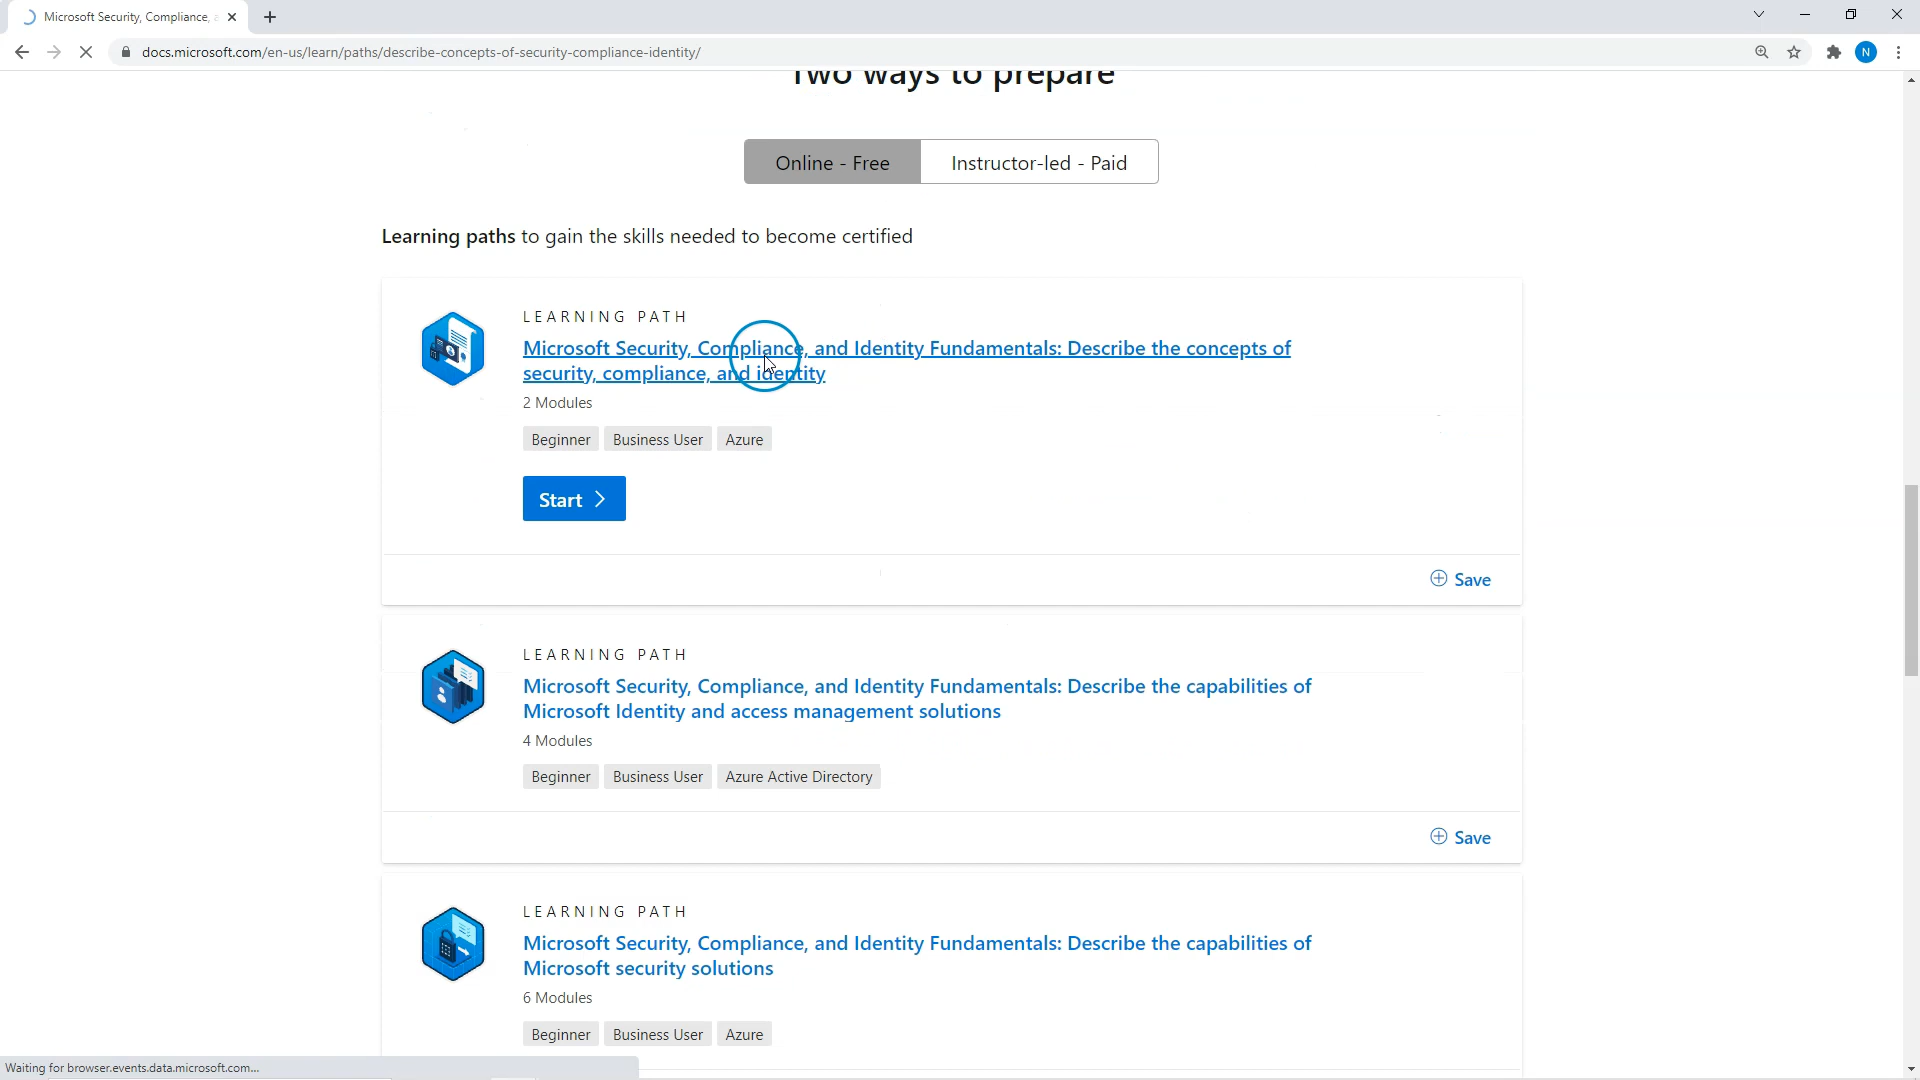 Microsoft Security, Compliance, a
docs.microsoft.com/en-us/learn/paths/describe-concepts-of-security-compliance-identity/
N
Two ways to prepare
Online - Free
Instructor-led - Paid
Learning paths to gain the skills needed to become certified
LEARNING PATH
Microsoft Security, Compliance, and Identity Fundamentals: Describe the concepts of
security, compliance, and identity
2 Modules
Beginner Business User Azure
Start
Save
LEARNING PATH
Microsoft Security, Compliance, and Identity Fundamentals: Describe the capabilities of
Microsoft Identity and access management solutions
4 Modules
Beginner Business User Azure Active Directory
Save
LEARNING PATH
Microsoft Security, Compliance, and Identity Fundamentals: Describe the capabilities of
Microsoft security solutions
6 Modules
Beginner Business User Azure
Waiting for browser.events.data.microsoft.com...